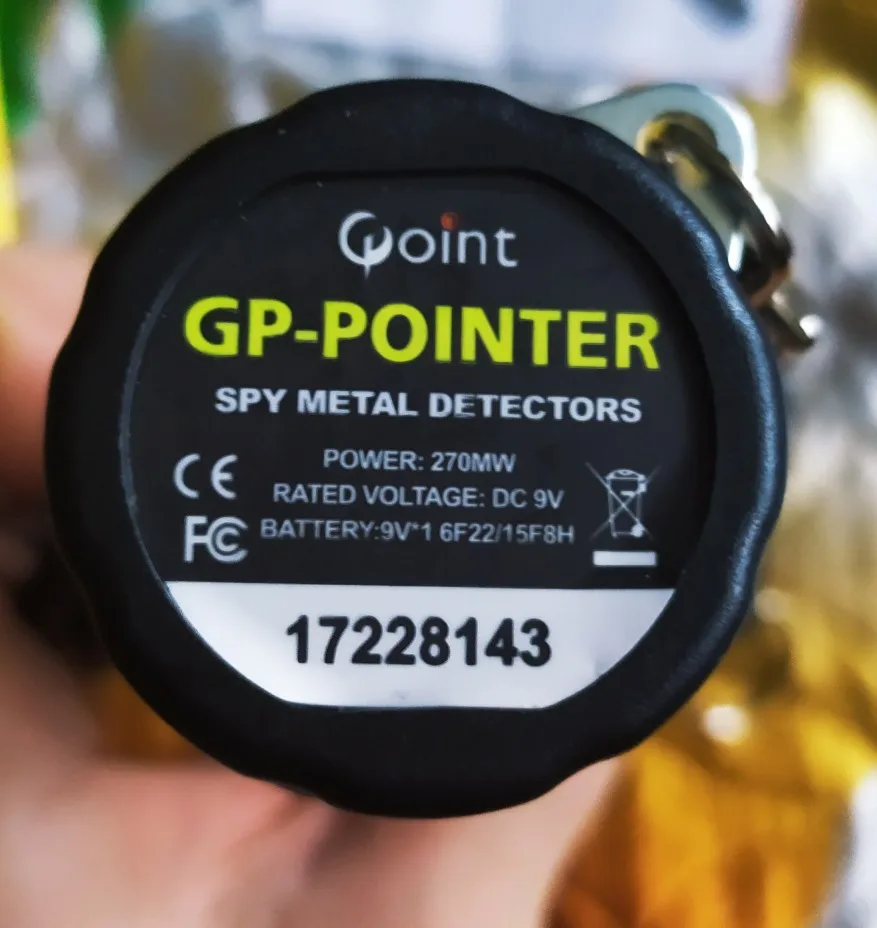 Qpoint
GP-POINTER
SPY METAL DETECTORS
POWER: 270MW
CE
RATED VOLTAGE: DC 9V
FC
BATTERY:9V*1 6F22/15F8H
17228143